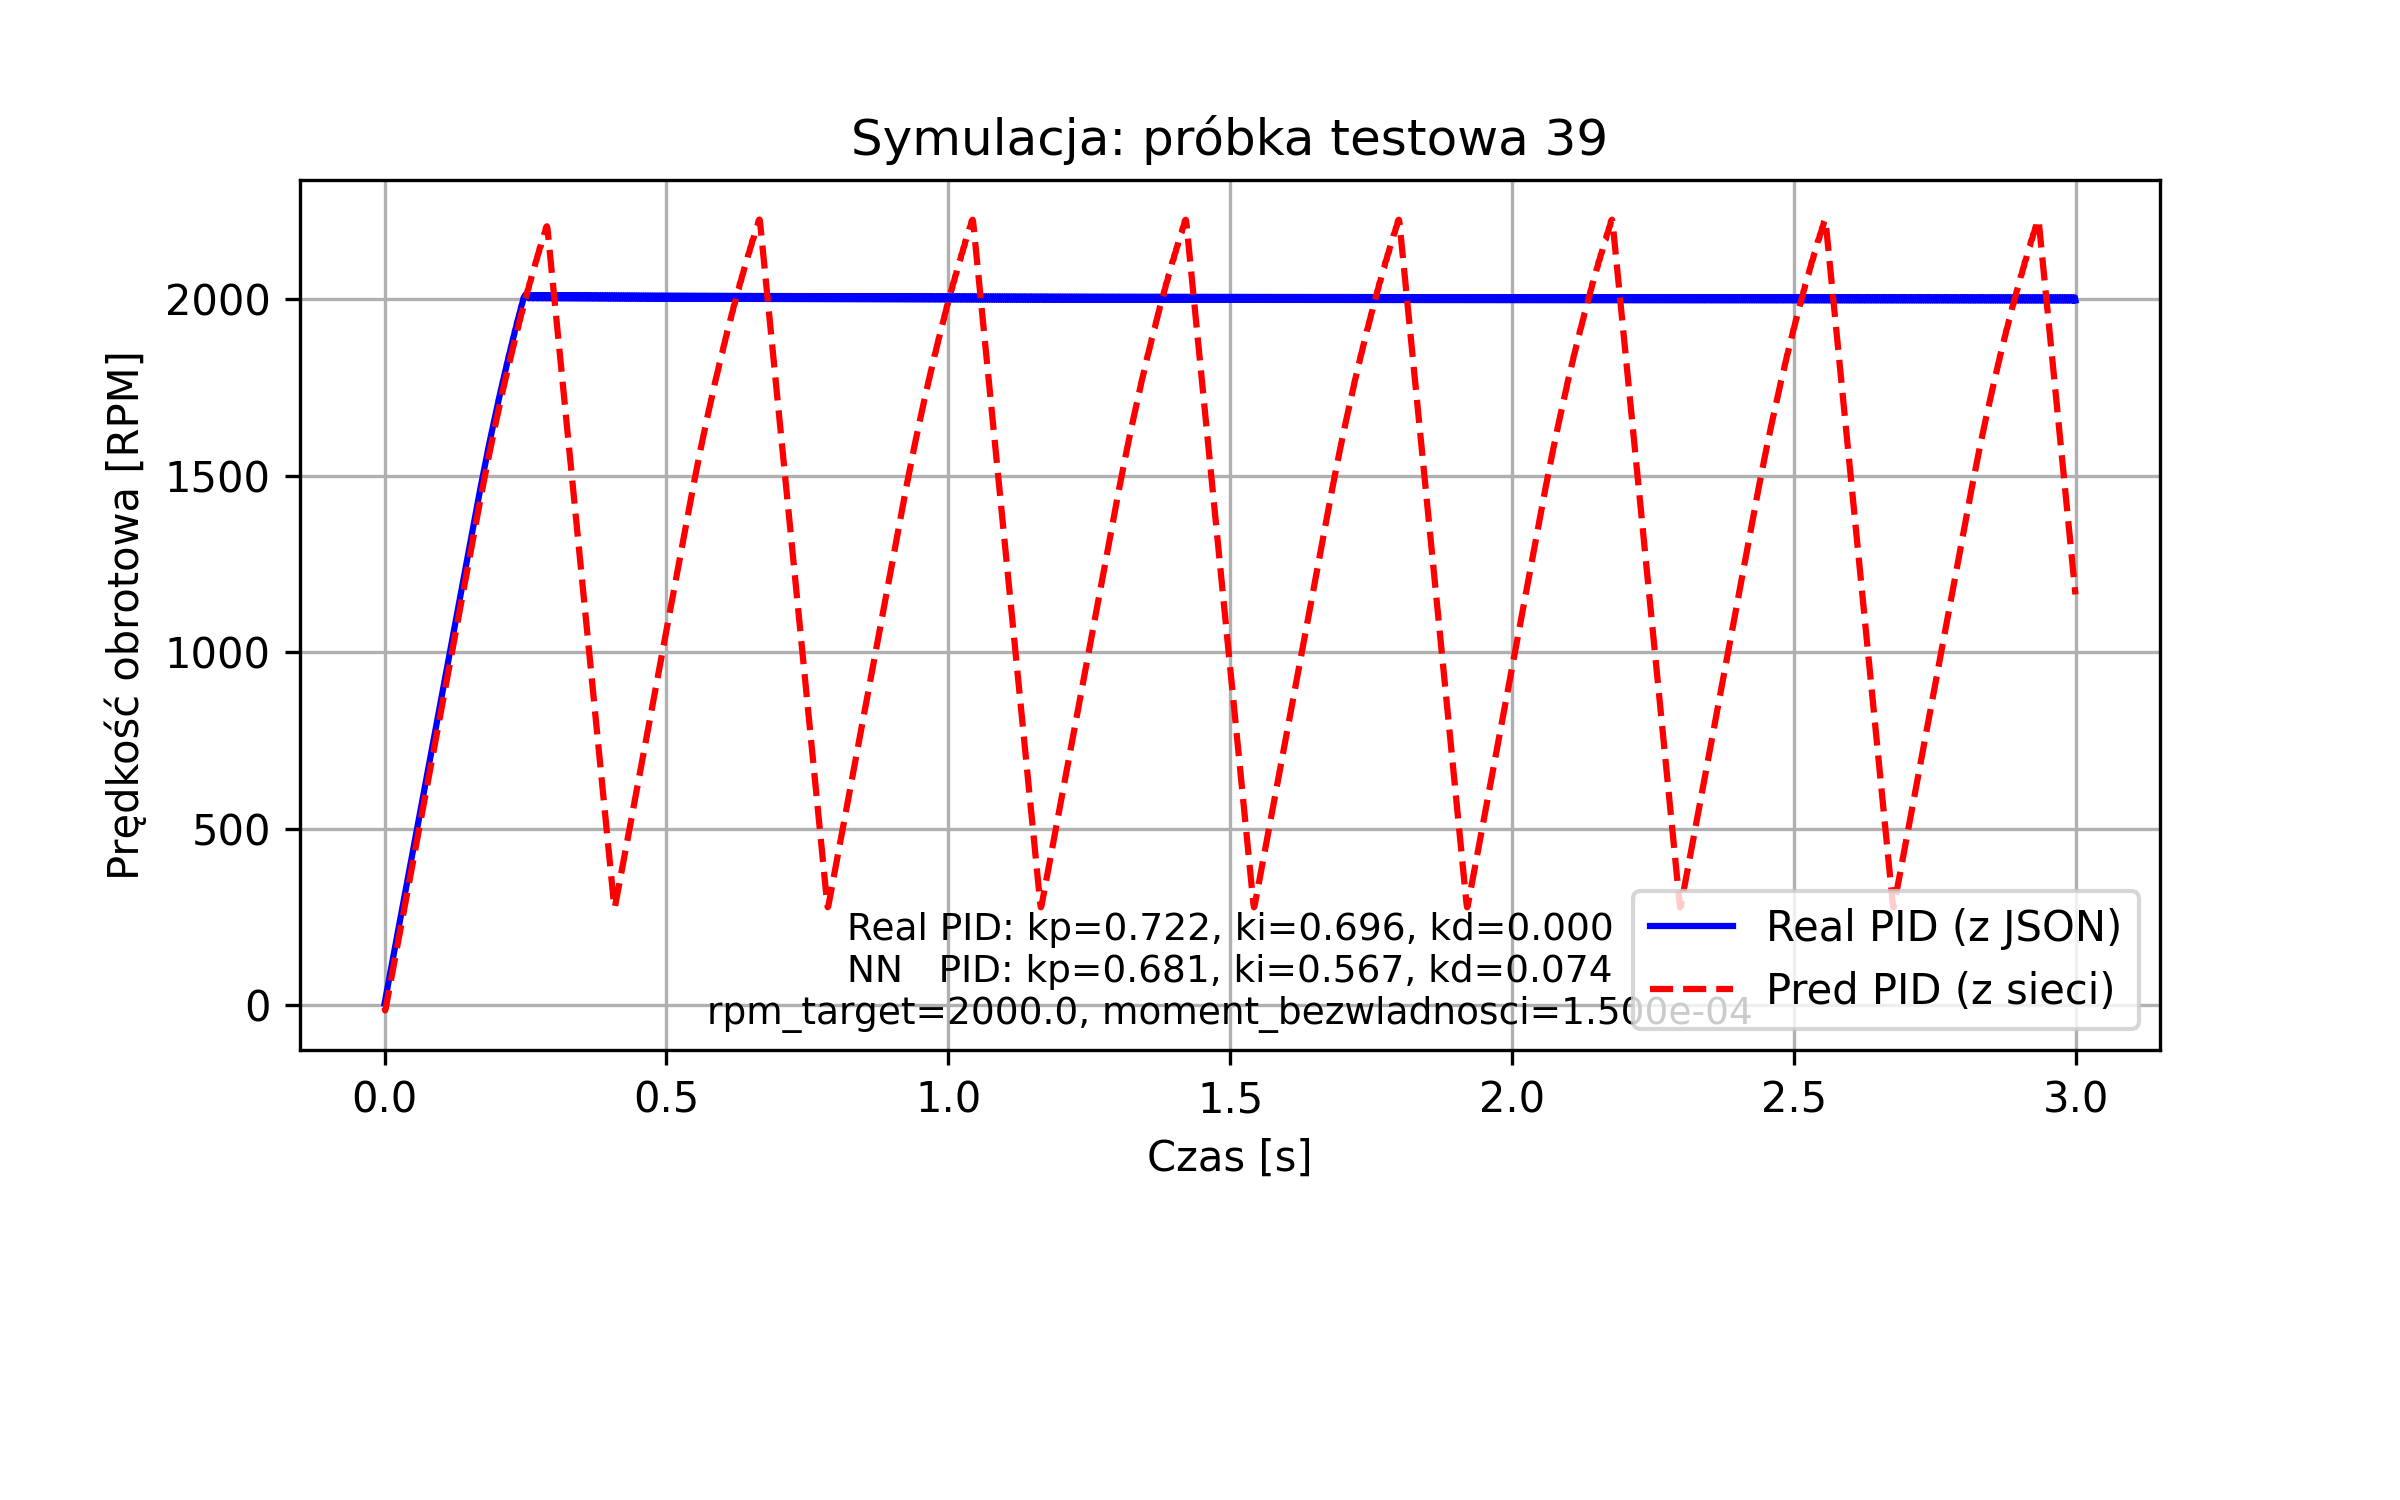 Symulacja: próbka testowa 39
Prędkość obrotowa [RPM]
2000
1500
1000
500
0
Real PID: kp=0.722, ki=0.696, kd=0.000
NN   PID: kp=0.681, ki=0.567, kd=0.074
rpm_target=2000.0, moment_bezwladnosci=1.500e-04
Real PID (z JSON)
Pred PID (z sieci)
0.0 0.5 1.0 1.5 2.0 2.5 3.0
Czas [s]